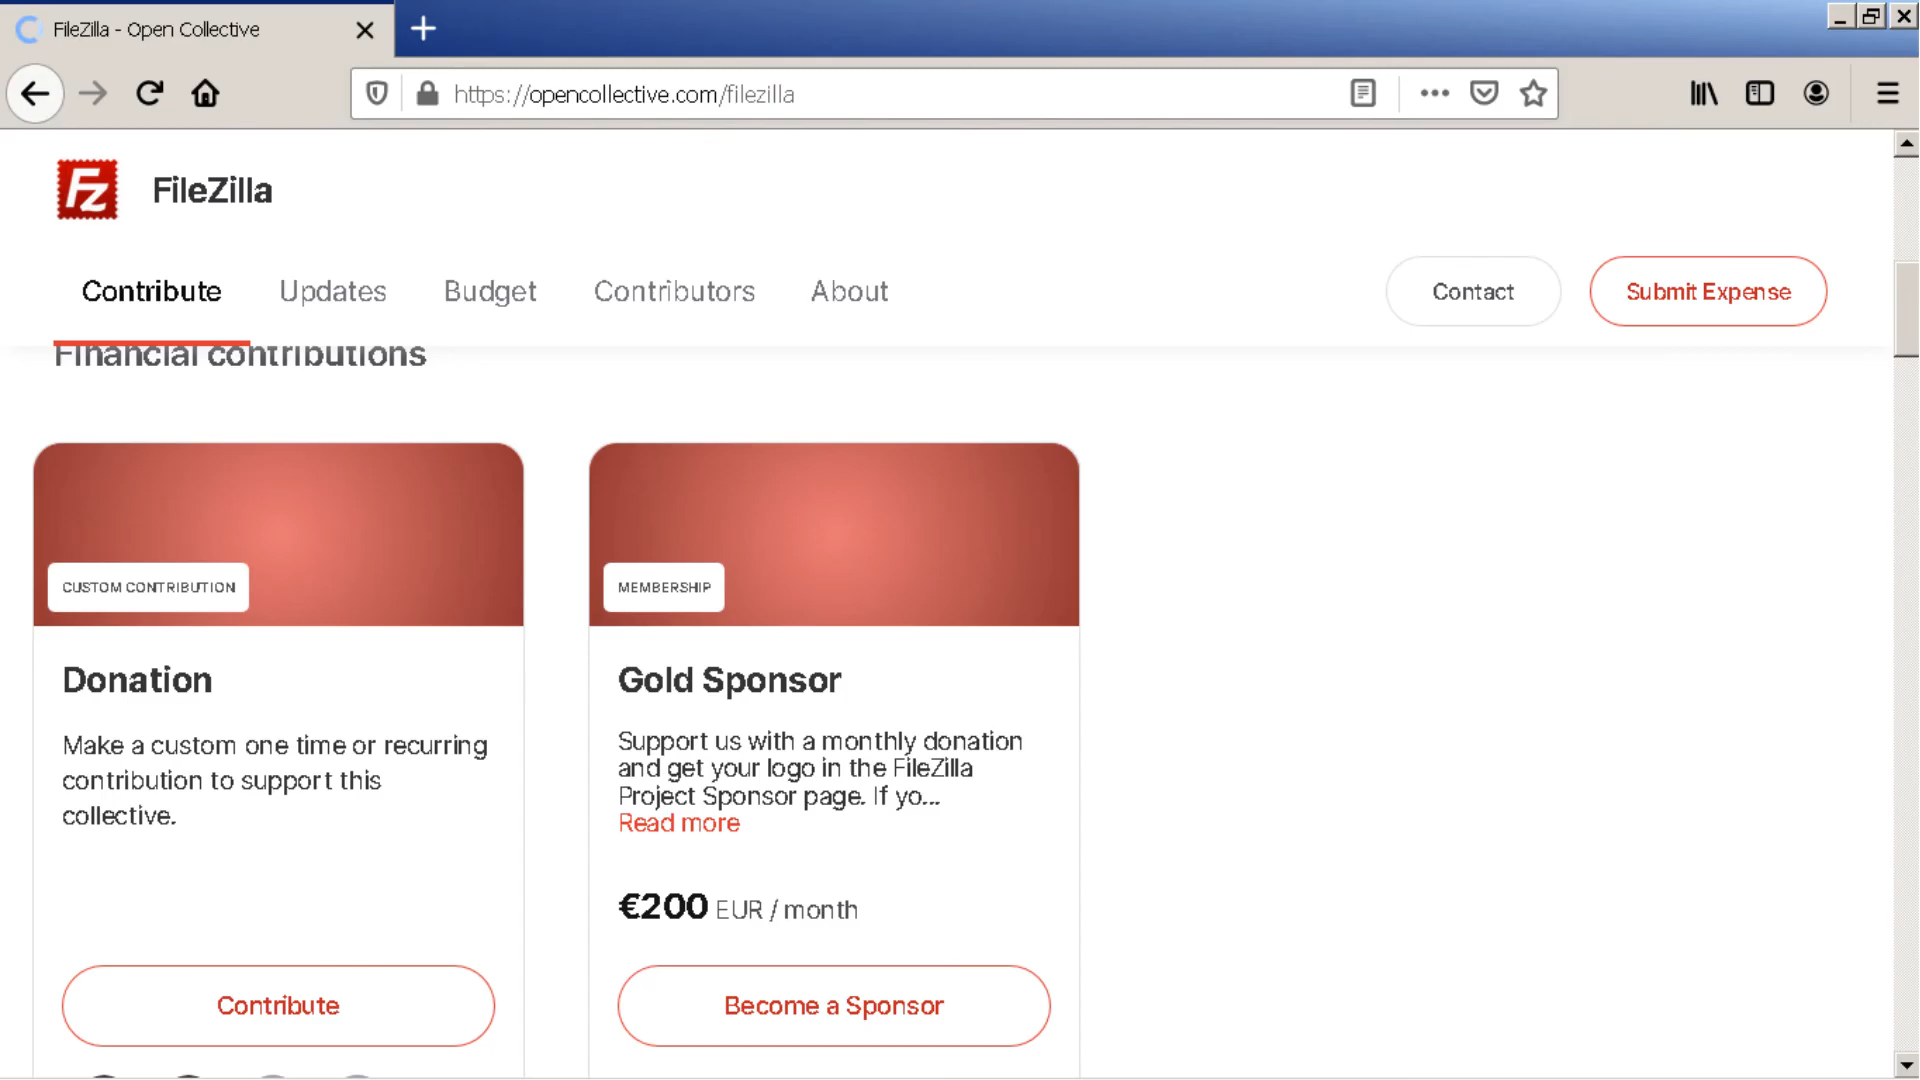 FileZilla - Open Collective
https://opencollective.com/filezilla
Fz
FileZilla
Contribute
Updates
Budget
Contributors
About
Contact
Submit Expense
Financial contributions
CUSTOM CONTRIBUTION
Donation
Make a custom one time or recurring
contribution to support this
collective.
Contribute
MEMBERSHIP
Gold Sponsor
Support us with a monthly donation
and get your logo in the FileZilla
Project Sponsor page. If yo...
Read more
€200 EUR / month
Become a Sponsor